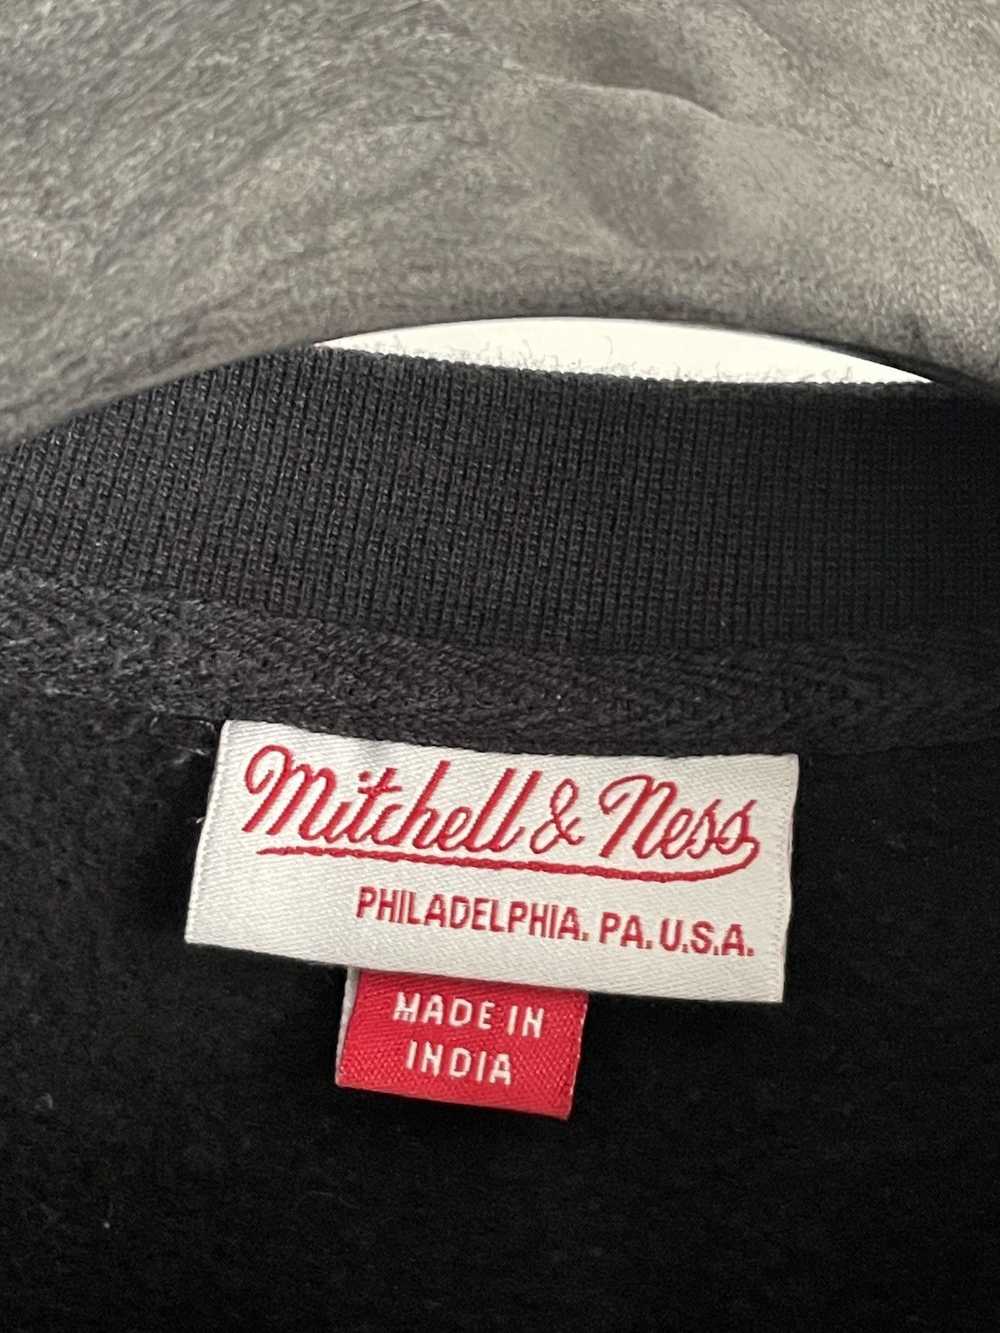 Mitchell & Ness
PHILADELPHIA. PA. U.S.A.
MADE IN
INDIA